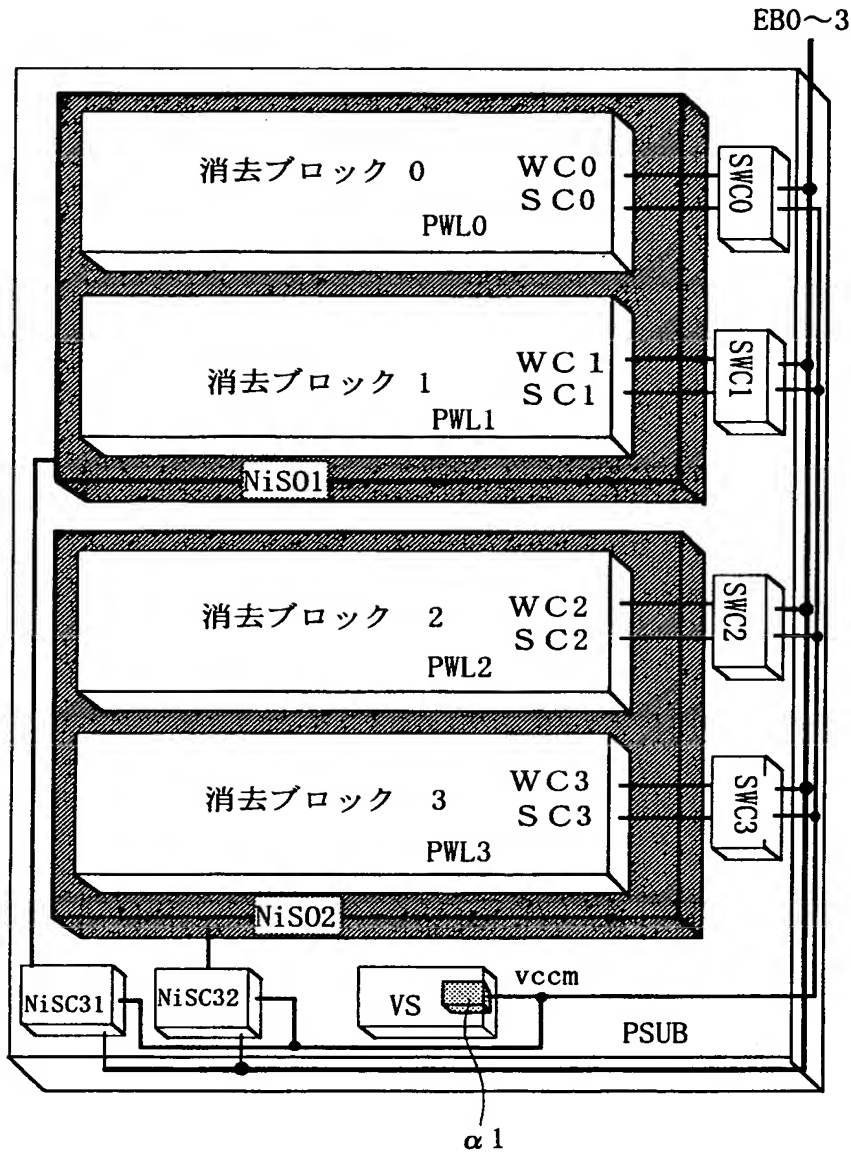 EB0〜3
消去ブロック 0
WC0
SC0
PWL0
SWC0
消去ブロック 1
WC1
SC1
PWL1
SWC1
NiSO1
消去ブロック 2
WC2
SC2
PWL2
SWC2
消去ブロック 3
WC3
SC3
PWL3
SWC3
NiSO2
NiSC31
NiSC32
VS
vccm
PSUB
α1